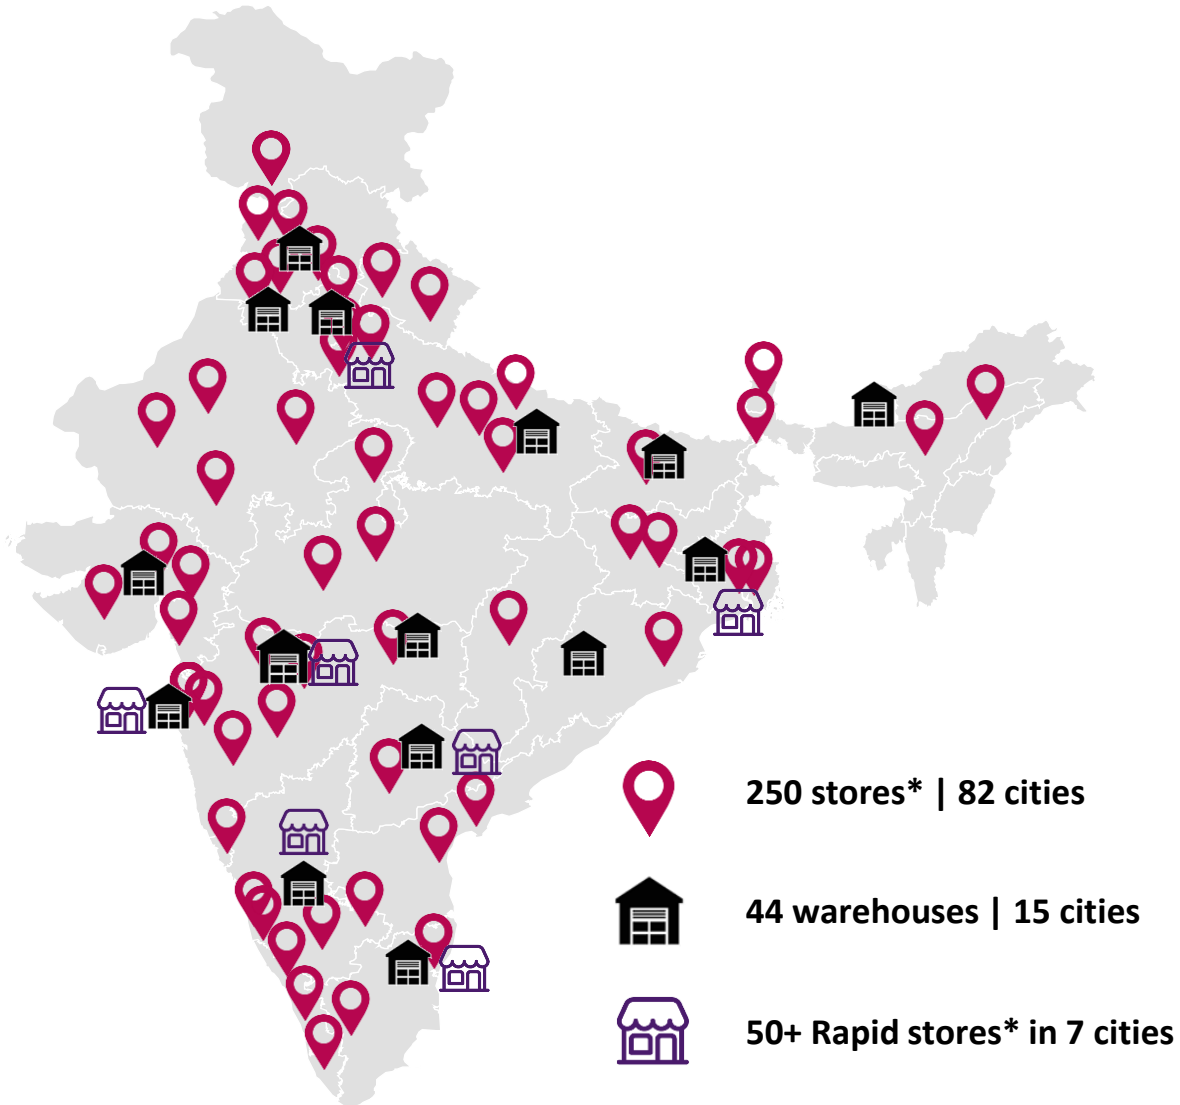 250 stores* | 82 cities
44 warehouses | 15 cities
50+ Rapid stores* in 7 cities